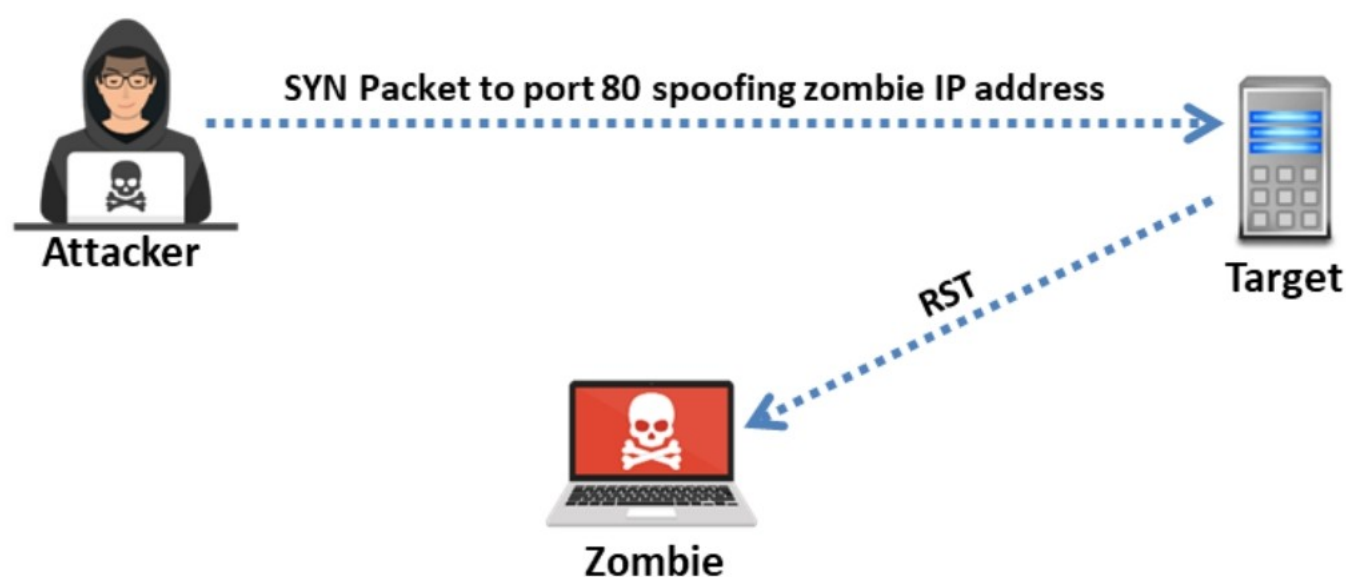 SYN Packet to port 80 spoofing zombie IP address
Attacker
Target
RST
Zombie